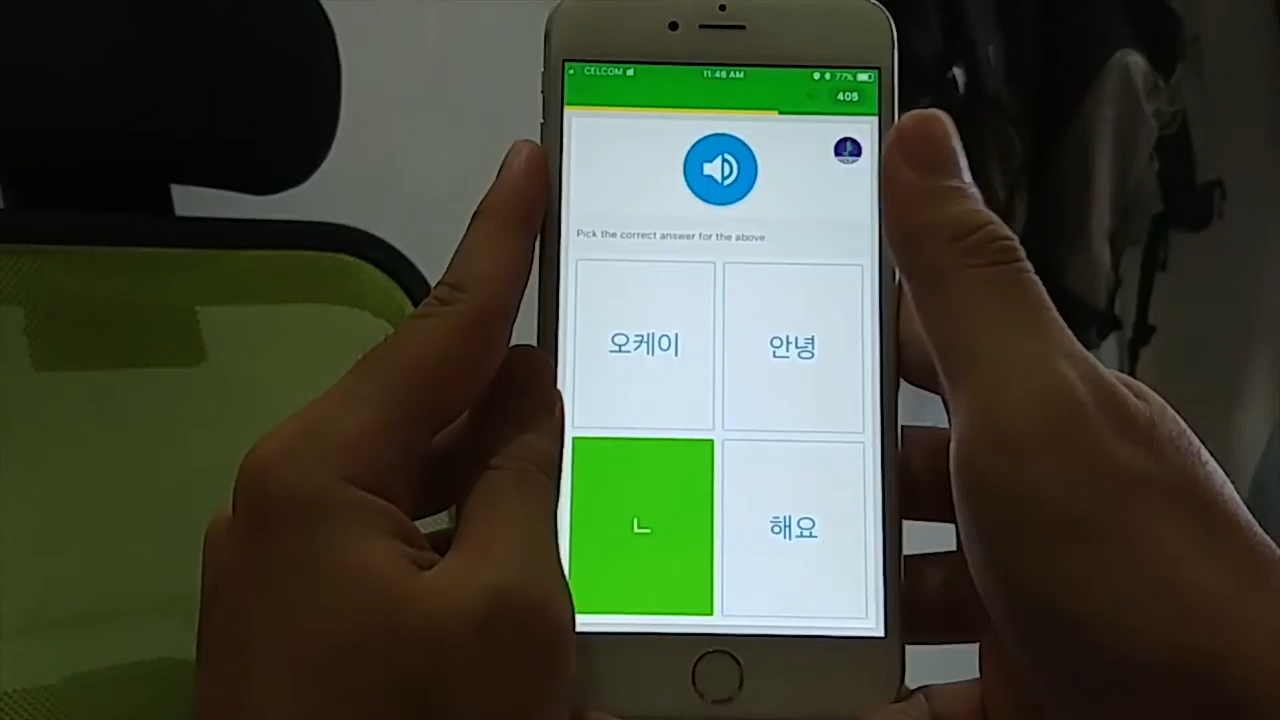 CELCOM 11:46 AM 77%
405
Pick the correct answer for the above
오케이 안녕
ㄴ 해요